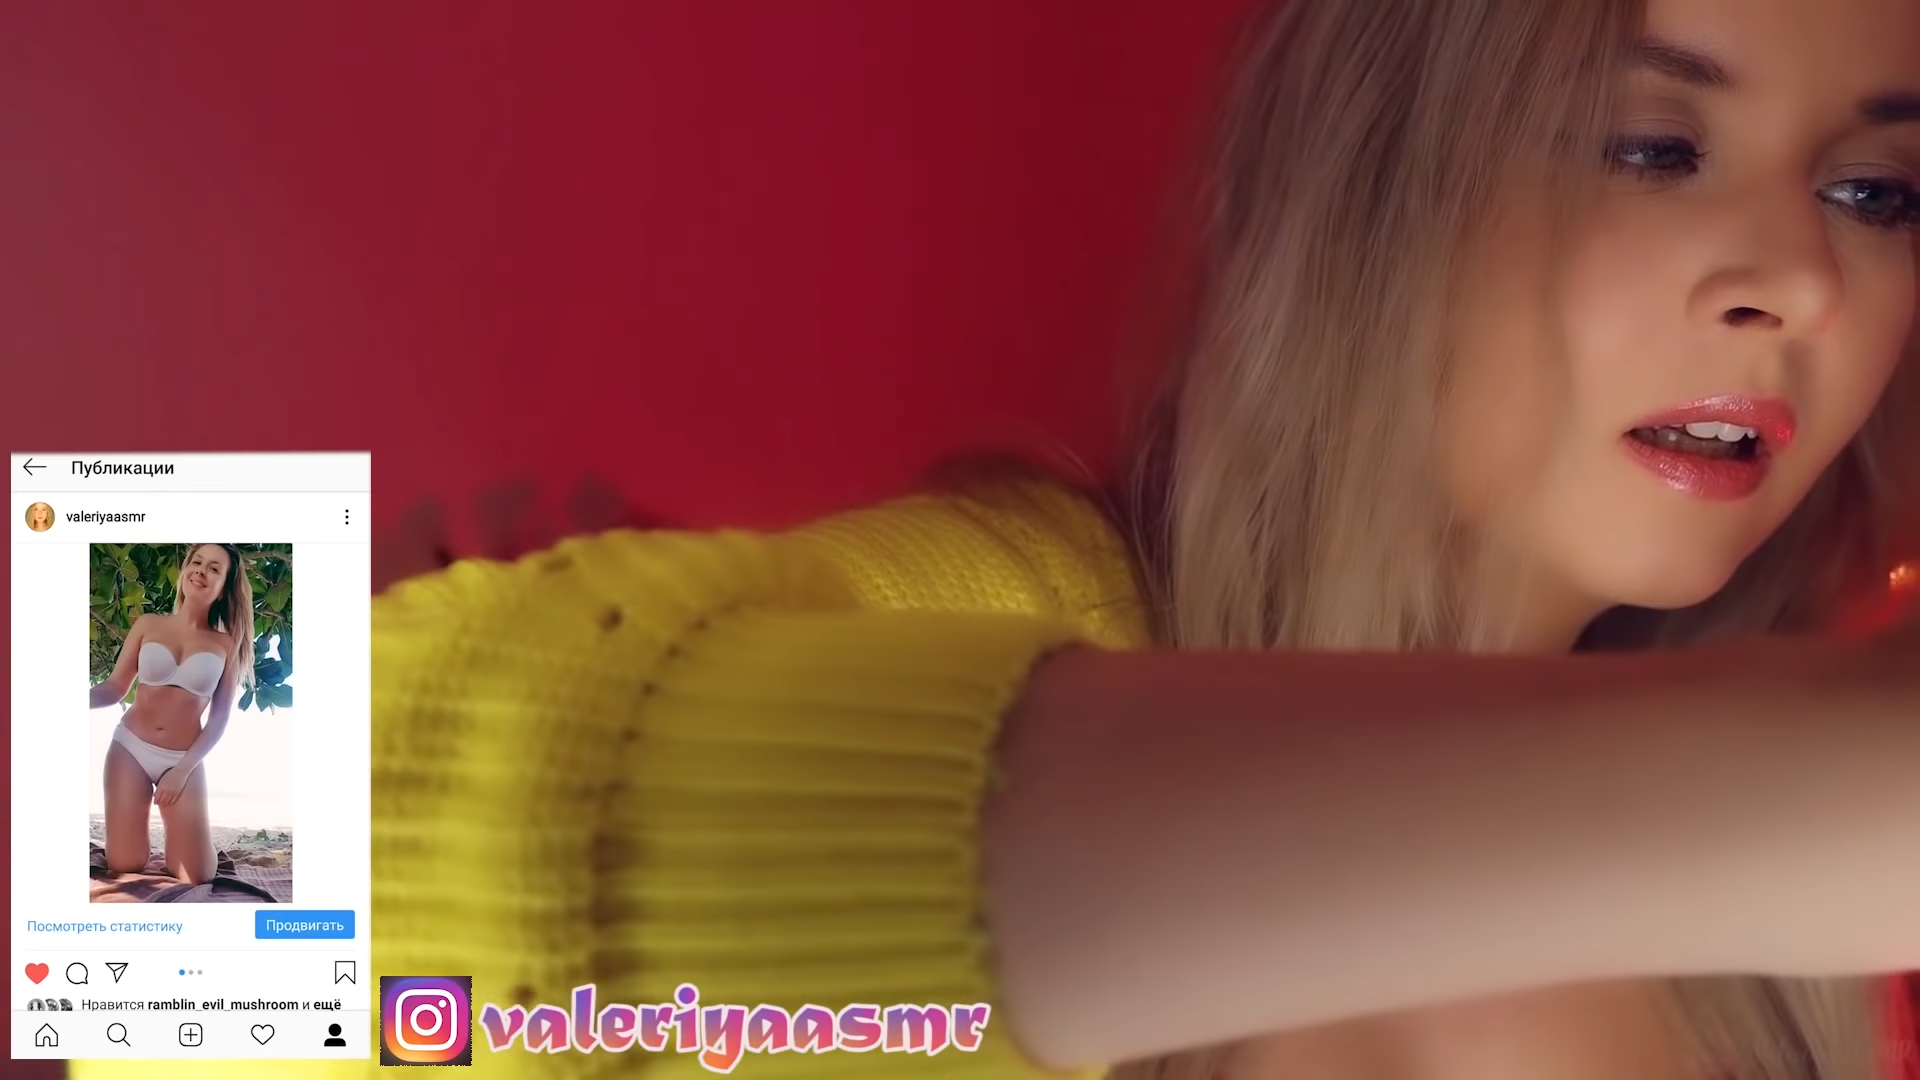 Публикации
valeriyaasmr
Посмотреть статистику
Продвигать
Нравится ramblin_evil_mushroom и ещё
valeriyaasmr